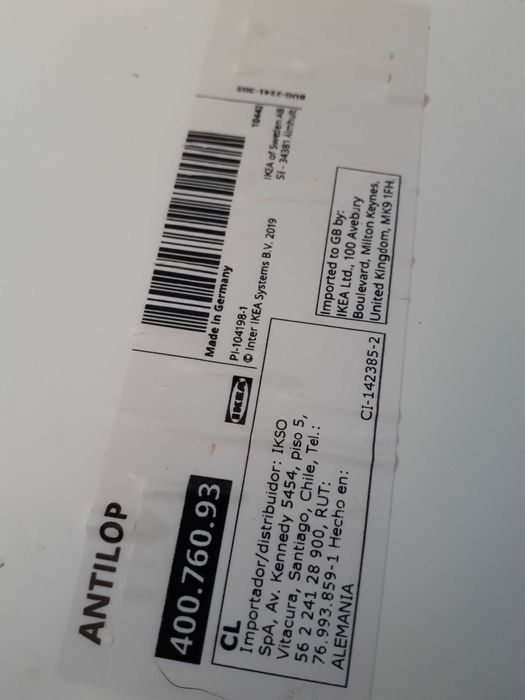 ANTILOP
400.760.93
IKEA
Made in Germany
PI-104198-1
© Inter IKEA Systems B.V. 2019
10442
IKEA of Sweden AB
SE - 34381 Älmhult
CL
Importador/distribuidor: IKSO
SpA, Av. Kennedy 5454, piso 5,
Vitacura, Santiago, Chile, Tel.:
56 2 241 28 900, RUT:
76.993.859-1 Hecho en:
ALEMANIA
CI-142385-2
Imported to GB by:
IKEA Ltd., 100 Avebury
Boulevard, Milton Keynes,
United Kingdom, MK9 1FH.